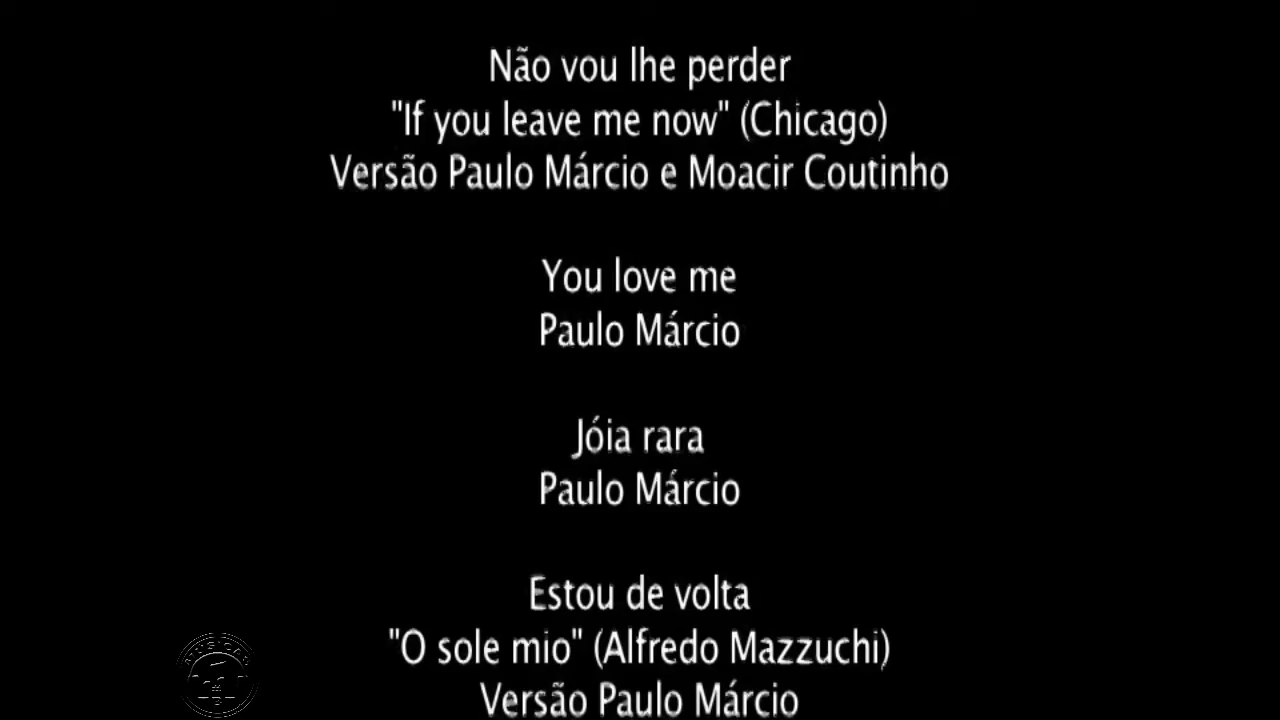 Não vou lhe perder
"If you leave me now" (Chicago)
Versão Paulo Márcio e Moacir Coutinho
You love me
Paulo Márcio
Jóia rara
Paulo Márcio
Estou de volta
"O sole mio" (Alfredo Mazzuchi)
Versão Paulo Márcio